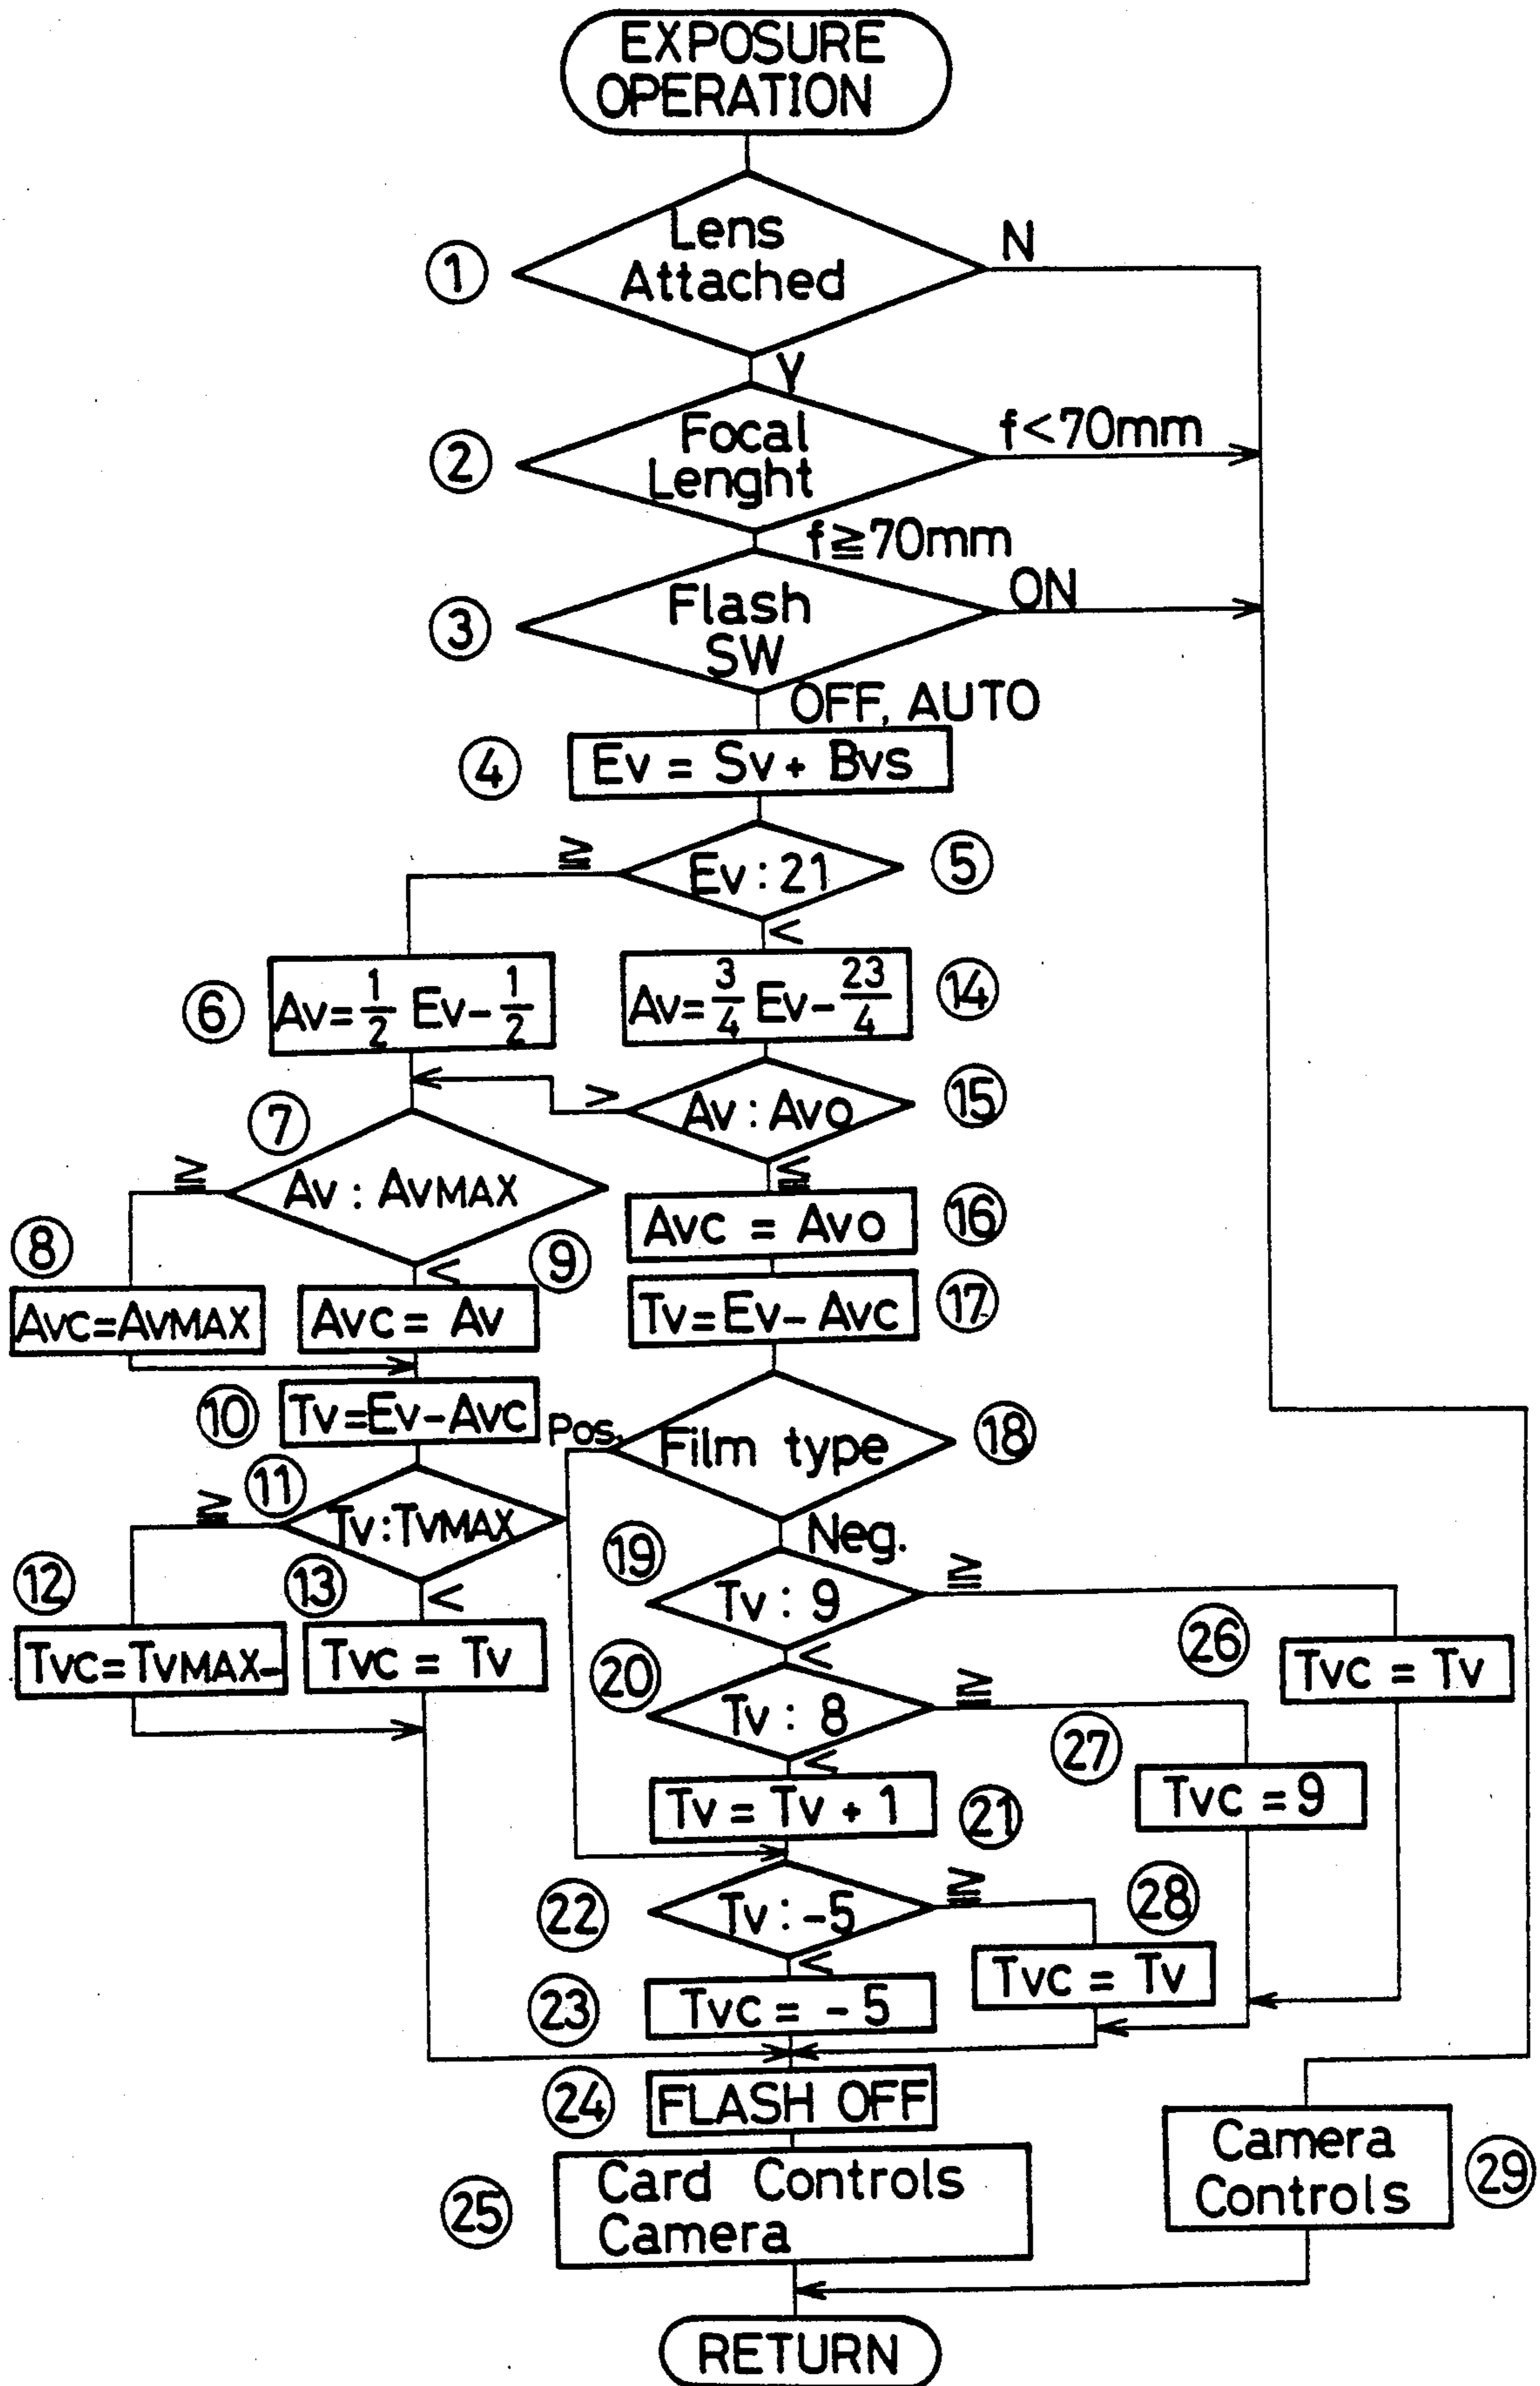 EXPOSURE
OPERATION
①
Lens
Attached
N
Y
②
Focal
Lenght
f<70mm
f≧70mm
③
Flash
SW
ON
OFF, AUTO
④
Ev = Sv + Bvs
≧
Ev : 21
⑤
<
⑥
Av = 1/2 Ev - 1/2
Av = 3/4 Ev - 23/4
⑭
⑦
>
Av : Avo
⑮
≧
Av : AvMAX
≦
⑧
<
⑨
Avc = Avo
⑯
Avc=AvMAX
Avc = Av
Tv=Ev-Avc
⑰
⑩
Tv=Ev-Avc
Pos.
Film type
⑱
⑪
≧
Tv:TvMAX
Neg.
⑫
⑬
<
⑲
Tv : 9
≧
Tvc=TvMAX-
Tvc = Tv
<
㉖
Tvc = Tv
⑳
Tv : 8
≧
<
㉗
Tvc = 9
Tv = Tv + 1
㉑
㉒
Tv : -5
≧
㉘
<
Tvc = Tv
㉓
Tvc = -5
㉔
FLASH OFF
㉕
Card Controls
Camera
Camera
Controls
㉙
RETURN